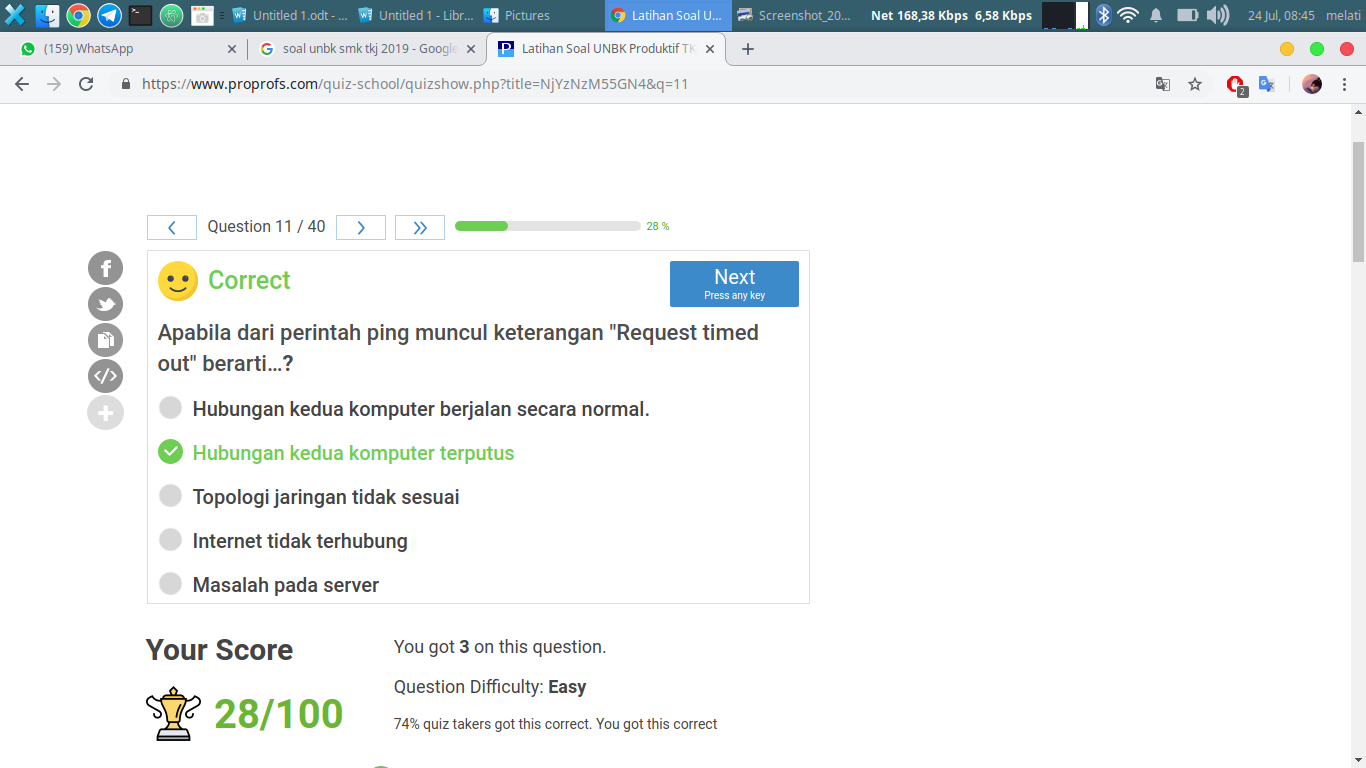 Untitled 1.odt - ...
Untitled 1 - Libr...
Pictures
Latihan Soal U...
Screenshot_20...
Net 168,38 Kbps 6,58 Kbps
24 Jul, 08:45
melati
(159) WhatsApp
soal unbk smk tkj 2019 - Google
Latihan Soal UNBK Produktif TK
https://www.proprofs.com/quiz-school/quizshow.php?title=NjYzNzM55GN4&q=11
2
Question 11 / 40
28 %
Correct
Next
Press any key
Apabila dari perintah ping muncul keterangan "Request timed
out" berarti...?
Hubungan kedua komputer berjalan secara normal.
Hubungan kedua komputer terputus
Topologi jaringan tidak sesuai
Internet tidak terhubung
Masalah pada server
Your Score
28/100
You got 3 on this question.
Question Difficulty: Easy
74% quiz takers got this correct. You got this correct